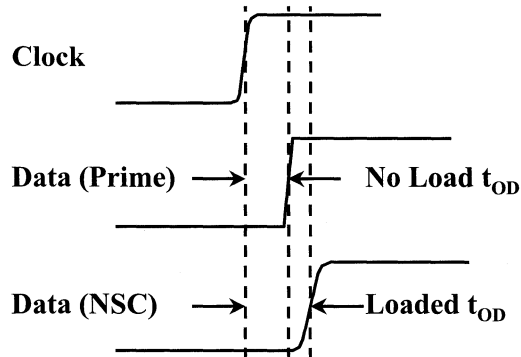 Clock
Data (Prime)
No Load tOD
Data (NSC)
Loaded tOD